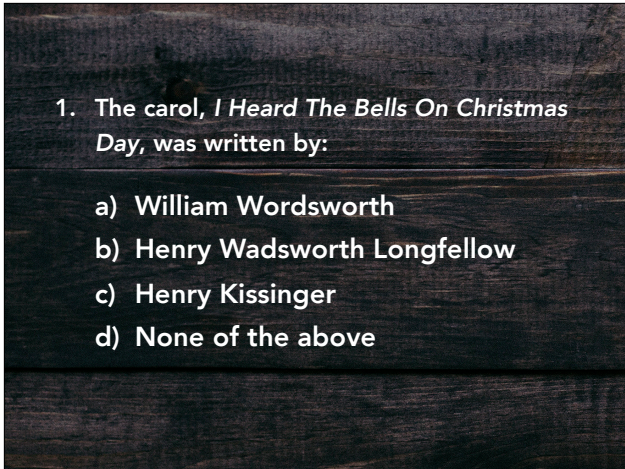 1. The carol, I Heard The Bells On Christmas
Day, was written by:
a) William Wordsworth
b) Henry Wadsworth Longfellow
c) Henry Kissinger
d) None of the above